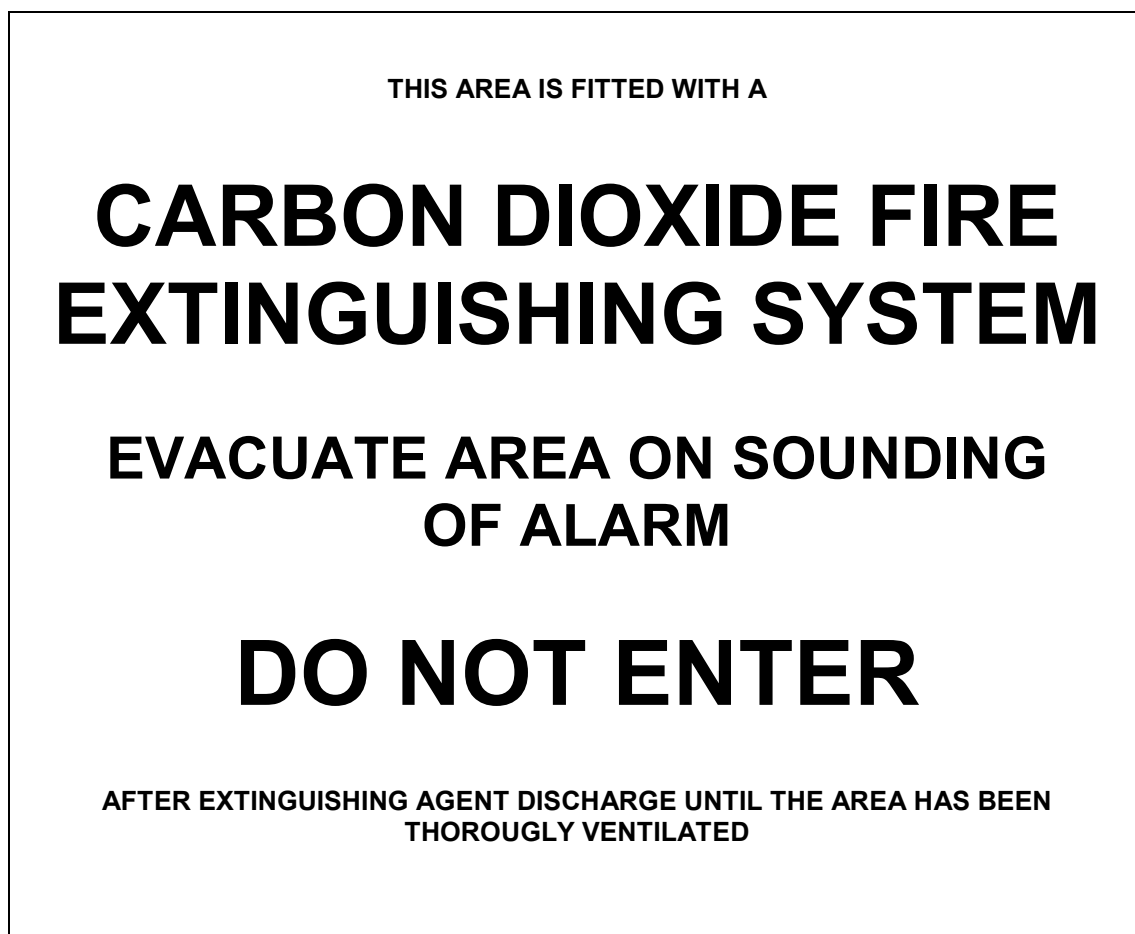 THIS AREA IS FITTED WITH A
CARBON DIOXIDE FIRE
EXTINGUISHING SYSTEM
EVACUATE AREA ON SOUNDING
OF ALARM
DO NOT ENTER
AFTER EXTINGUISHING AGENT DISCHARGE UNTIL THE AREA HAS BEEN
THOROUGLY VENTILATED